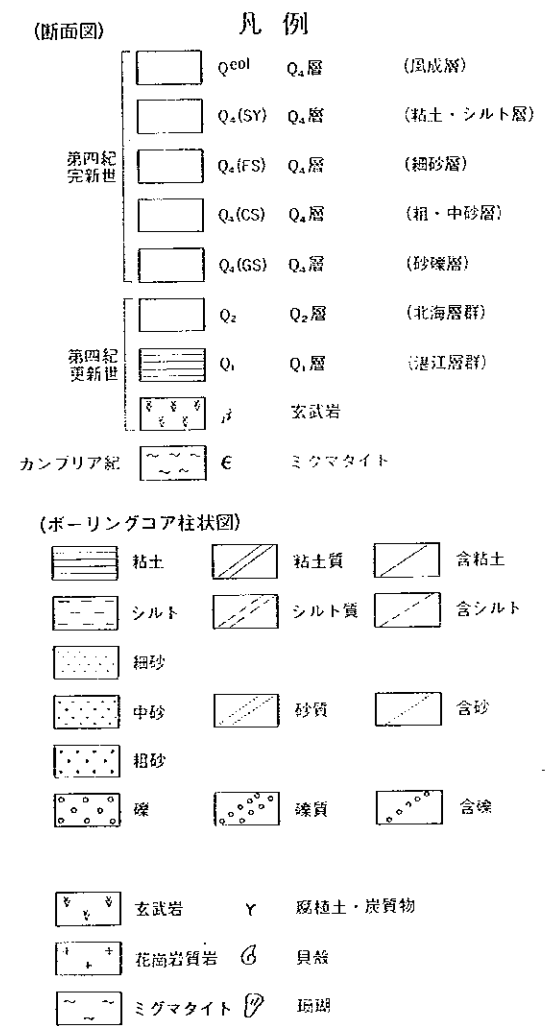 凡例
(断面図)
Qeol Q₄層 (風成層)
Q₄(SY) Q₄層 (粘土・シルト層)
第四紀
完新世
Q₄(FS) Q₄層 (細砂層)
Q₄(CS) Q₄層 (粗・中砂層)
Q₄(GS) Q₄層 (砂礫層)
Q₂ Q₂層 (北海層群)
第四紀
更新世
Q₁ Q₁層 (湛江層群)
β 玄武岩
カンブリア紀 ϵ ミグマタイト
(ボーリングコア柱状図)
粘土 粘土質 含粘土
シルト シルト質 含シルト
細砂
中砂 砂質 含砂
粗砂
礫 礫質 含礫
玄武岩 Y 腐植土・炭質物
花崗岩質岩 貝殻
ミグマタイト 珊瑚